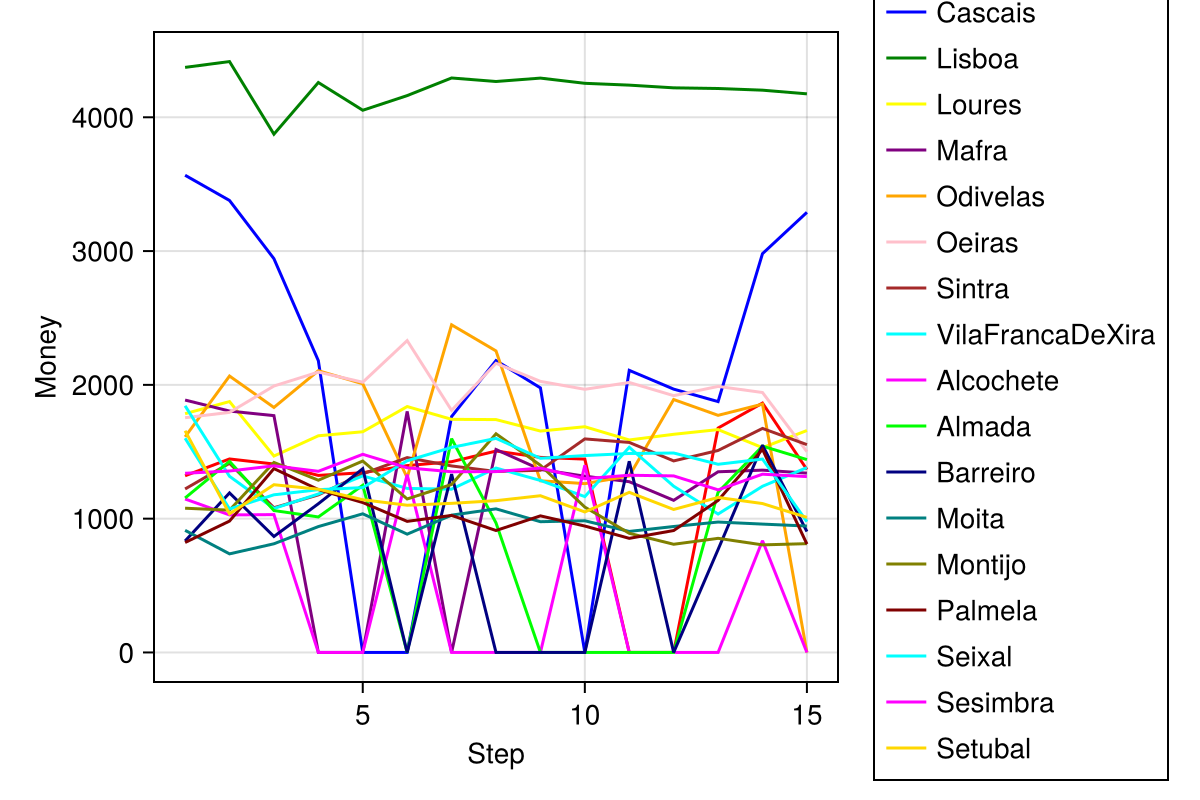 Money
4000
3000
2000
1000
0
5
10
15
Step
Cascais
Lisboa
Loures
Mafra
Odivelas
Oeiras
Sintra
VilaFrancaDeXira
Alcochete
Almada
Barreiro
Moita
Montijo
Palmela
Seixal
Sesimbra
Setubal